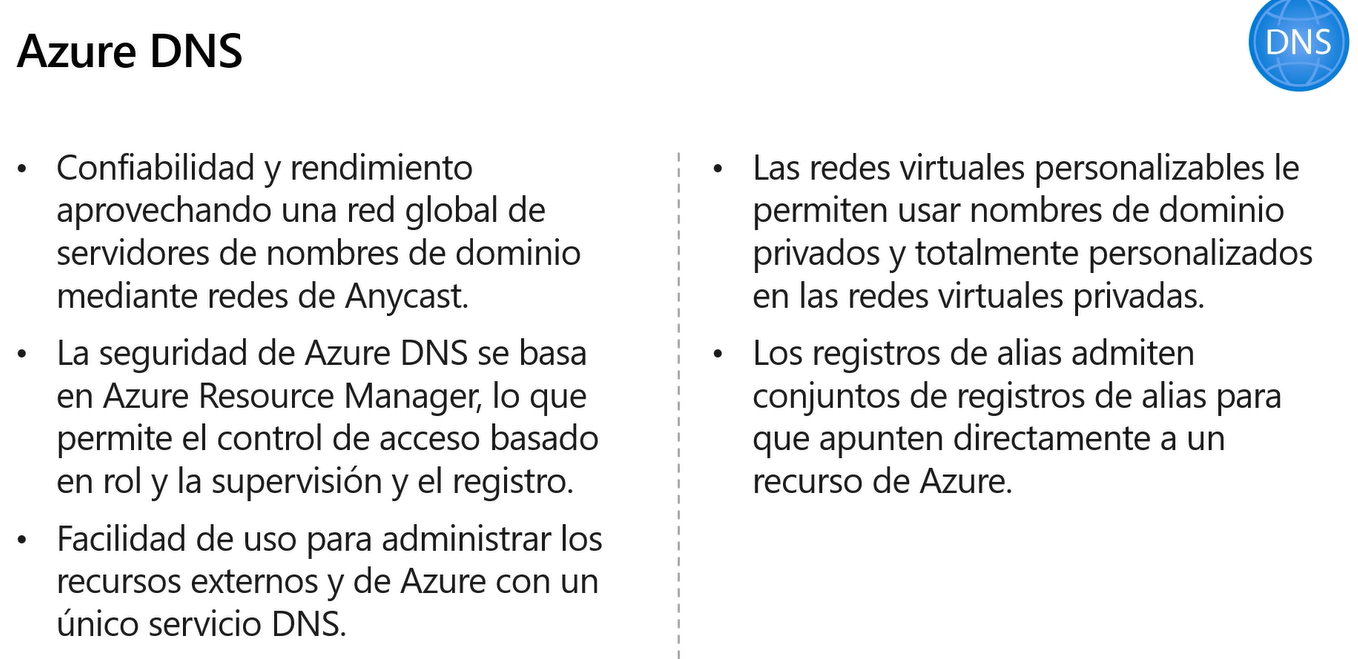 Azure DNS
DNS
• Confiabilidad y rendimiento
aprovechando una red global de
servidores de nombres de dominio
mediante redes de Anycast.
• La seguridad de Azure DNS se basa
en Azure Resource Manager, lo que
permite el control de acceso basado
en rol y la supervisión y el registro.
• Facilidad de uso para administrar los
recursos externos y de Azure con un
único servicio DNS.
• Las redes virtuales personalizables le
permiten usar nombres de dominio
privados y totalmente personalizados
en las redes virtuales privadas.
• Los registros de alias admiten
conjuntos de registros de alias para
que apunten directamente a un
recurso de Azure.